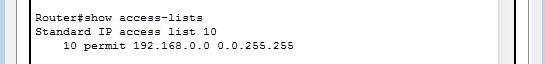 Router#show access-lists
Standard IP access list 10
    10 permit 192.168.0.0 0.0.255.255